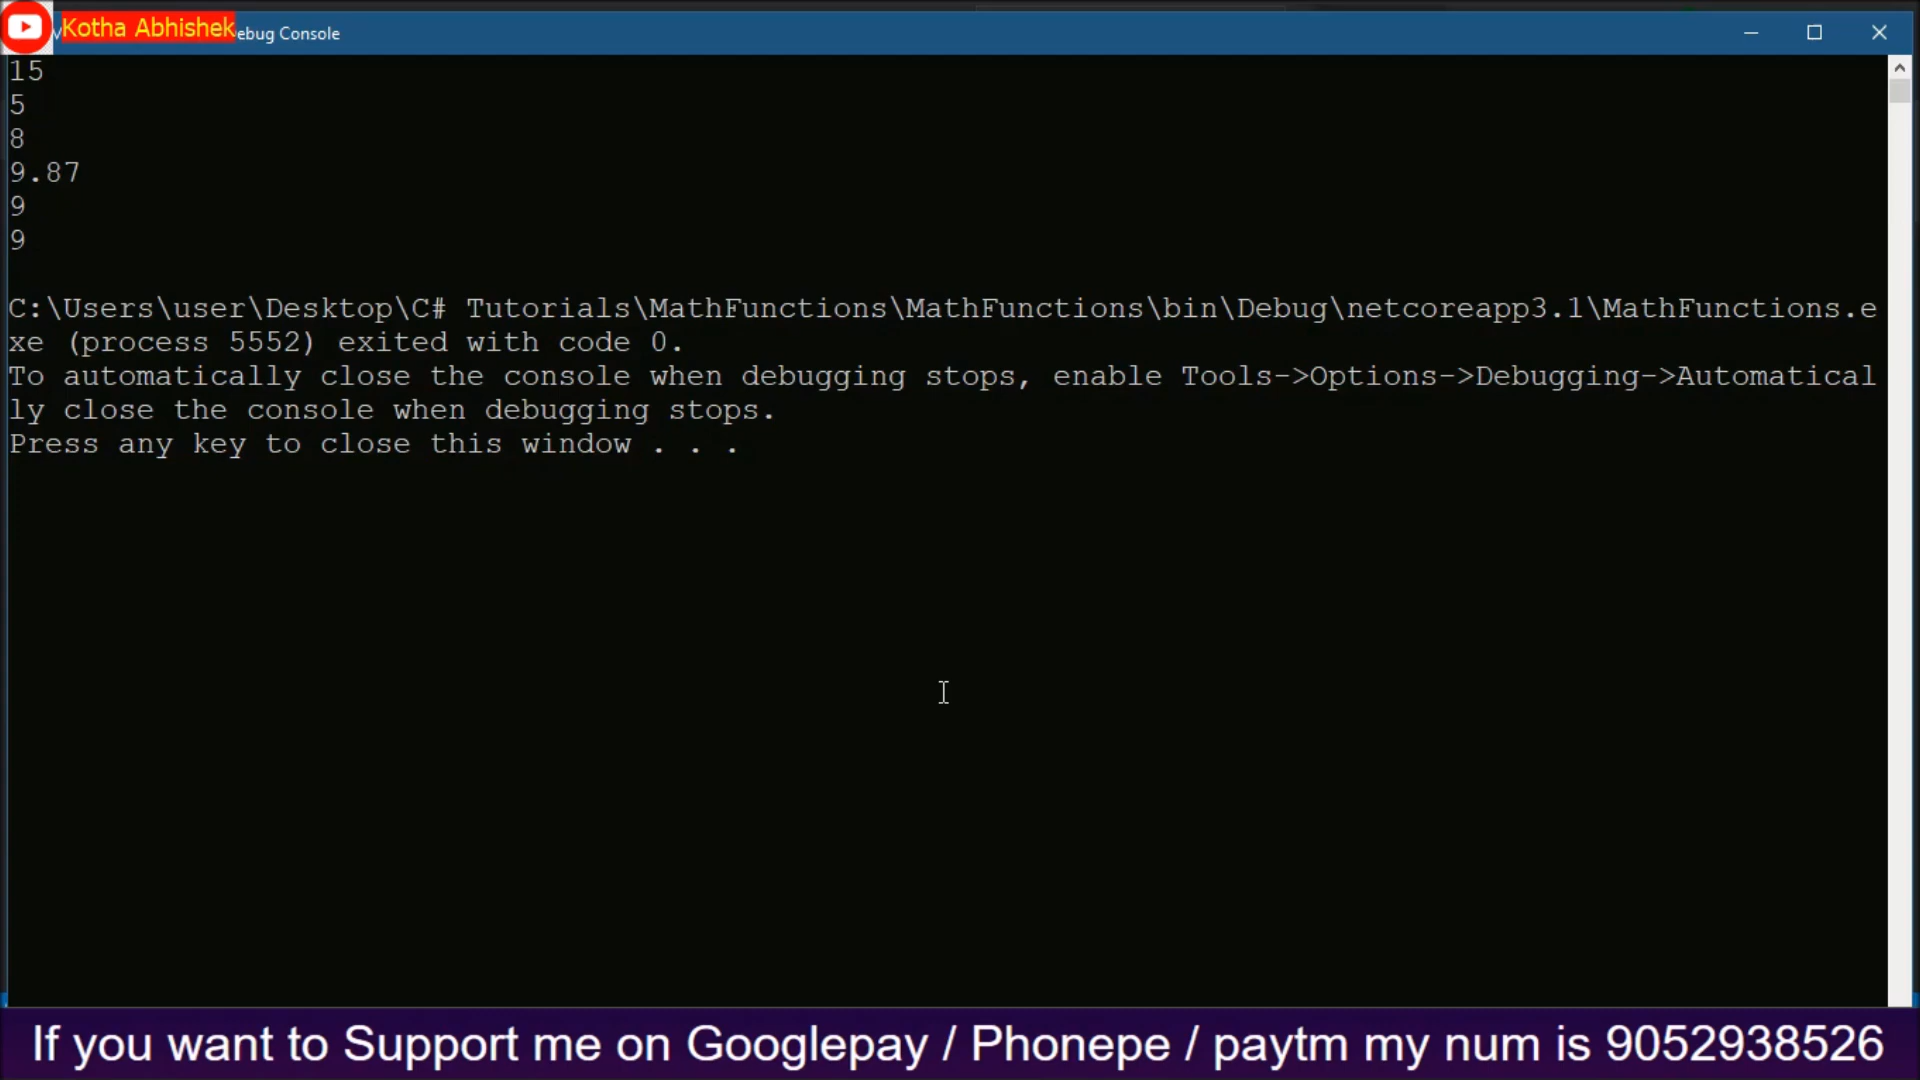 Kotha Abhishek ebug Console
15
5
8
9.87
9
9
C:\Users\user\Desktop\C# Tutorials\MathFunctions\MathFunctions\bin\Debug\netcoreapp3.1\MathFunctions.e
xe (process 5552) exited with code 0.
To automatically close the console when debugging stops, enable Tools->Options->Debugging->Automatical
ly close the console when debugging stops.
Press any key to close this window . . .
If you want to Support me on Googlepay / Phonepe / paytm my num is 9052938526